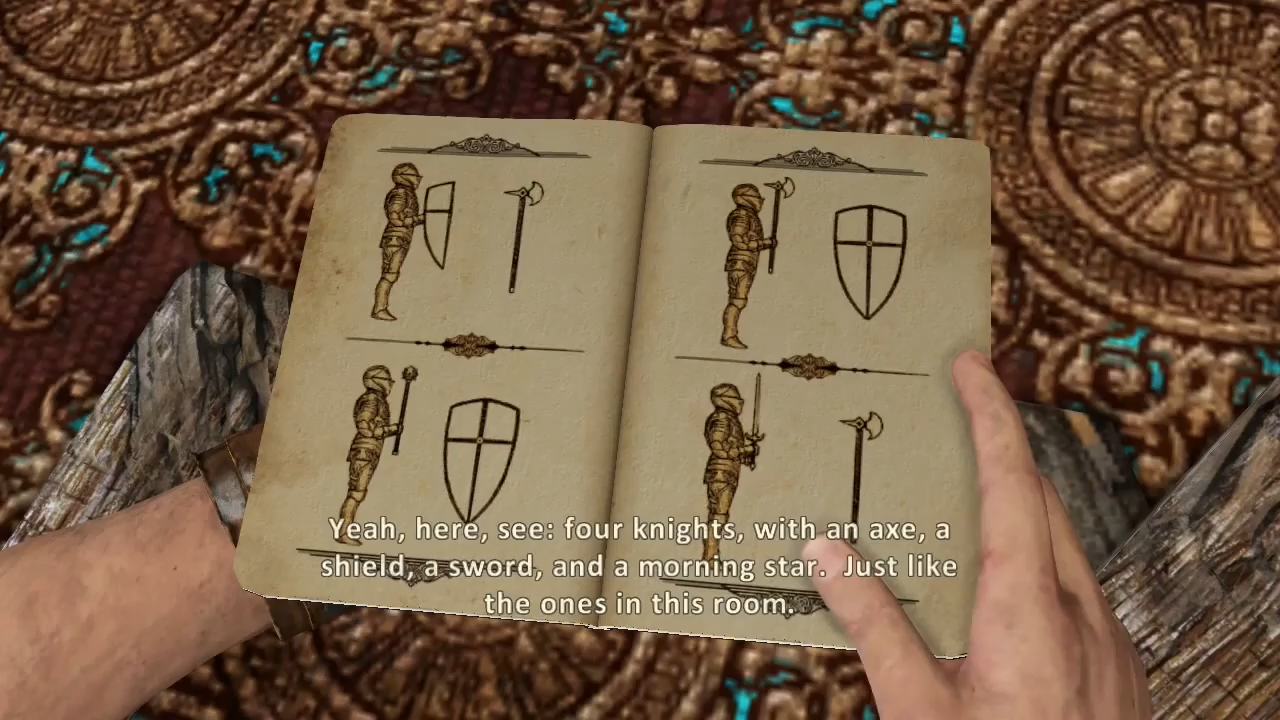 Yeah, here, see: four knights, with an axe, a
shield, a sword, and a morning star.  Just like
the ones in this room.